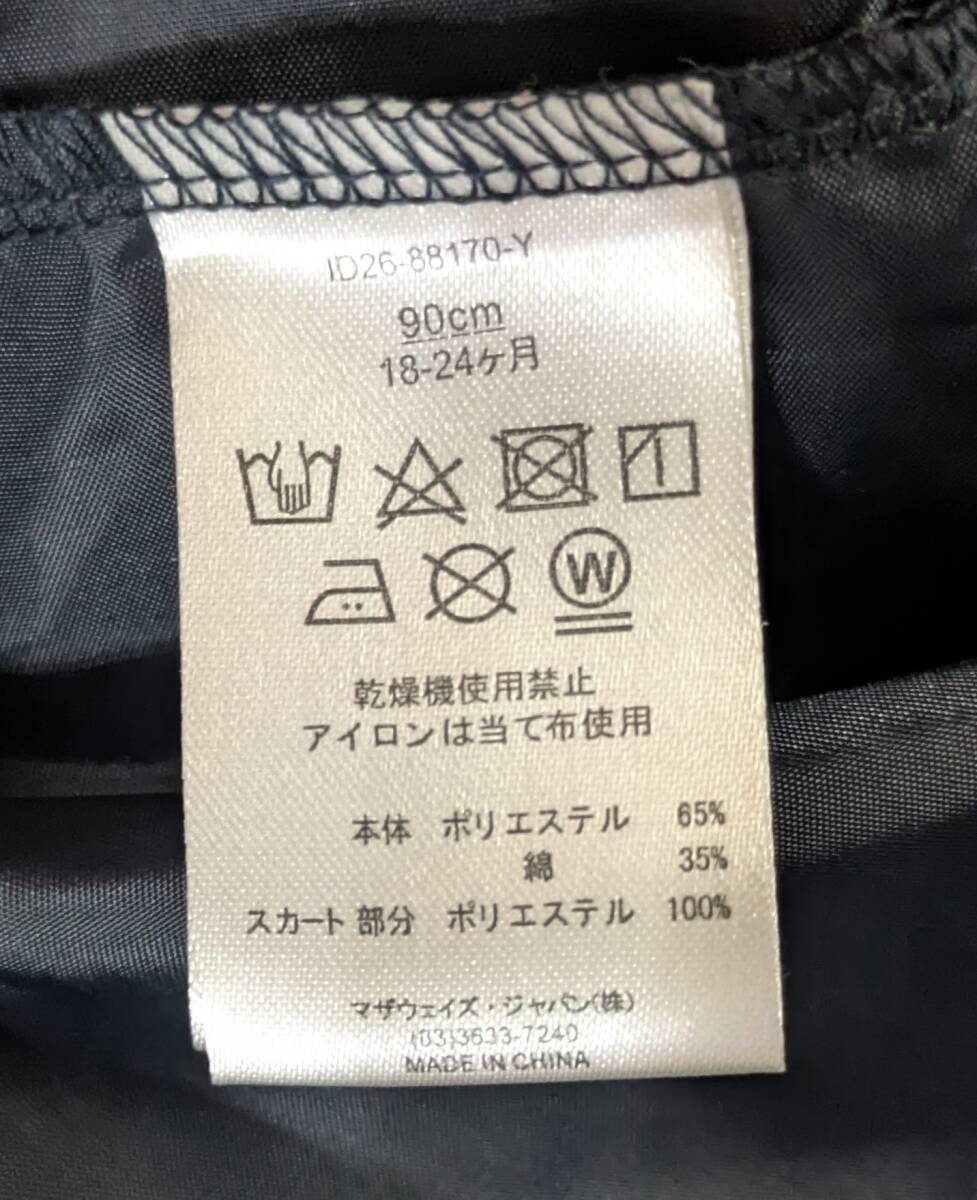 ID26-88170-Y
90cm
18-24ケ月
W
乾燥機使用禁止
アイロンは当て布使用
本体 ポリエステル 65%
綿 35%
スカート部分 ポリエステル 100%
マザウェイズ・ジャパン(株)
(03)3633-7240
MADE IN CHINA